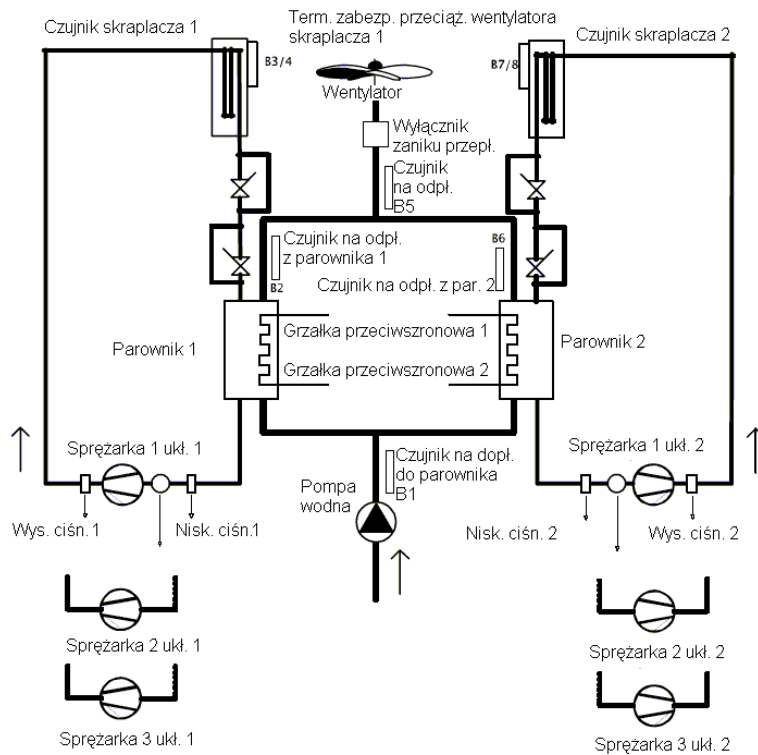 Czujnik skraplacza 1
Term. zabezp. przeciąż. wentylatora
skraplacza 1
Czujnik skraplacza 2
B3/4
B7/8
Wentylator
Wyłącznik
zaniku przepł.
Czujnik
na odpł.
B5
Czujnik na odpł.
z parownika 1
B2
B6
Czujnik na odpł. z par. 2
Parownik 1
Grzałka przeciwszronowa 1
Grzałka przeciwszronowa 2
Parownik 2
Sprężarka 1 ukł. 1
Czujnik na dopł.
do parownika
B1
Sprężarka 1 ukł. 2
Pompa
wodna
Wys. ciśn.1
Nisk. ciśn.1
Nisk. ciśn. 2
Wys. ciśn. 2
Sprężarka 2 ukł. 1
Sprężarka 2 ukł. 2
Sprężarka 3 ukł. 1
Sprężarka 3 ukł. 2